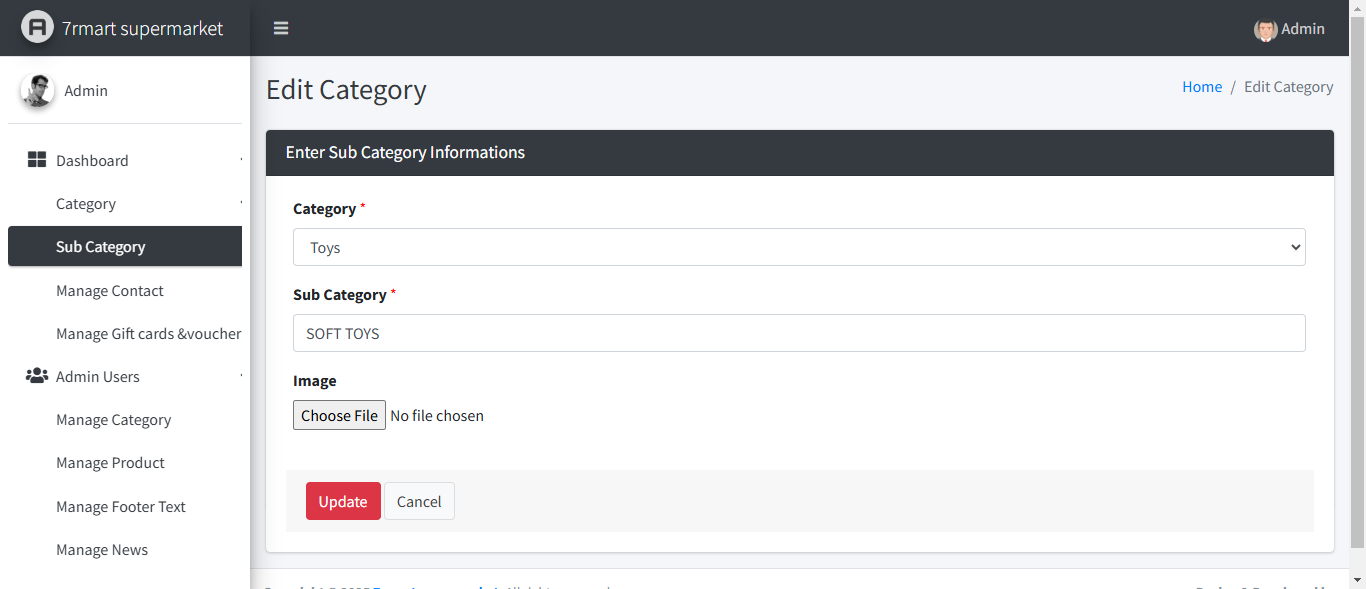 7rmart supermarket
Admin
Admin
Edit Category
Home / Edit Category
Dashboard
Category
Sub Category
Manage Contact
Manage Gift cards &voucher
Admin Users
Manage Category
Manage Product
Manage Footer Text
Manage News
Enter Sub Category Informations
Category *
Toys
Sub Category *
SOFT TOYS
Image
Choose File No file chosen
Update Cancel